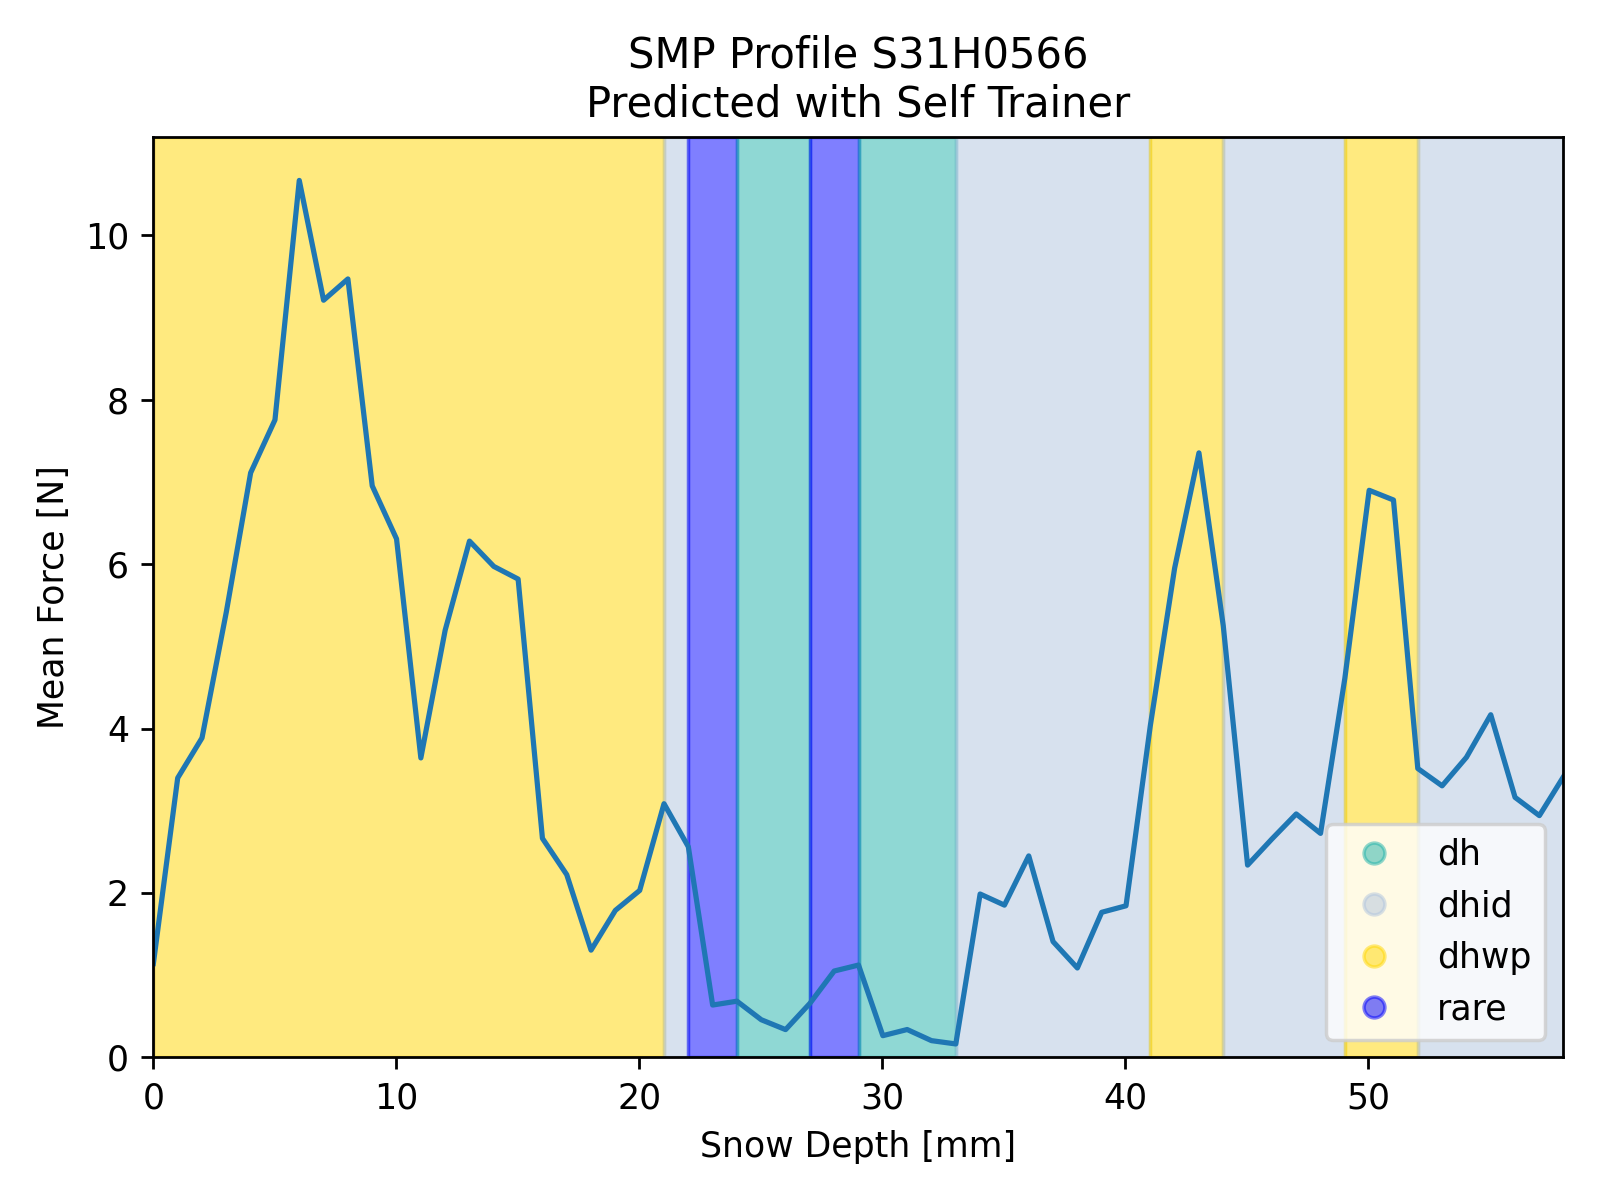 SMP Profile S31H0566
Predicted with Self Trainer
Mean Force [N]
10
8
6
4
2
0
dh
dhid
dhwp
rare
0 10 20 30 40 50
Snow Depth [mm]